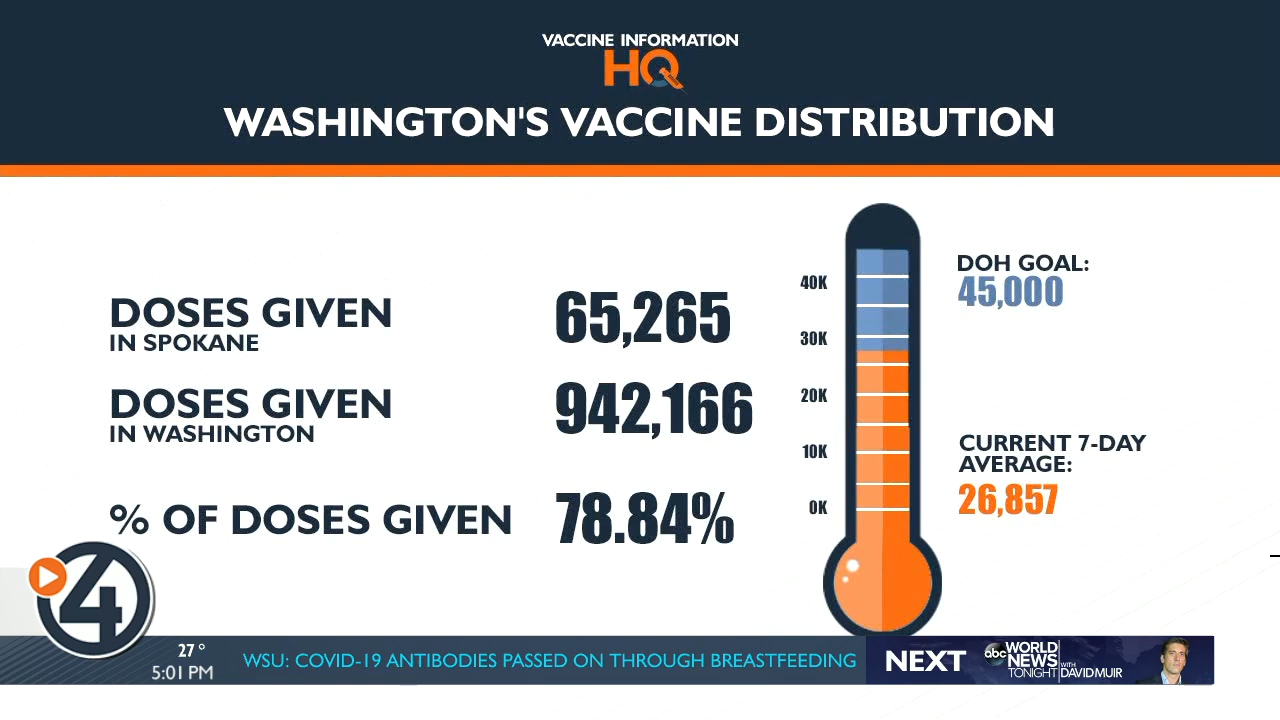 VACCINE INFORMATION
HQ
WASHINGTON'S VACCINE DISTRIBUTION
DOSES GIVEN
IN SPOKANE
65,265
DOSES GIVEN
IN WASHINGTON
942,166
% OF DOSES GIVEN
78.84%
40K
30K
20K
10K
0K
DOH GOAL:
45,000
CURRENT 7-DAY
AVERAGE:
26,857
4
27°
5:01 PM
WSU: COVID-19 ANTIBODIES PASSED ON THROUGH BREASTFEEDING
NEXT
abc WORLD
NEWS
TONIGHT WITH DAVID MUIR